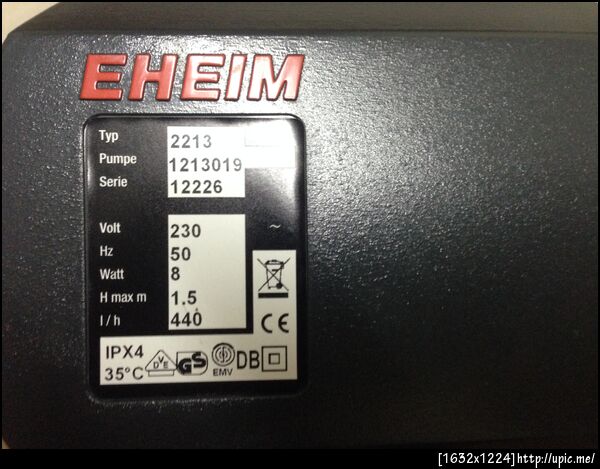 EHEIM
Typ 2213
Pumpe 1213019
Serie 12226
Volt 230 ~
Hz 50
Watt 8
H max m 1.5
l / h 440
CE
IPX4
35°C
DVE
GS
EMV
DB
[1632x1224]http://upic.me/